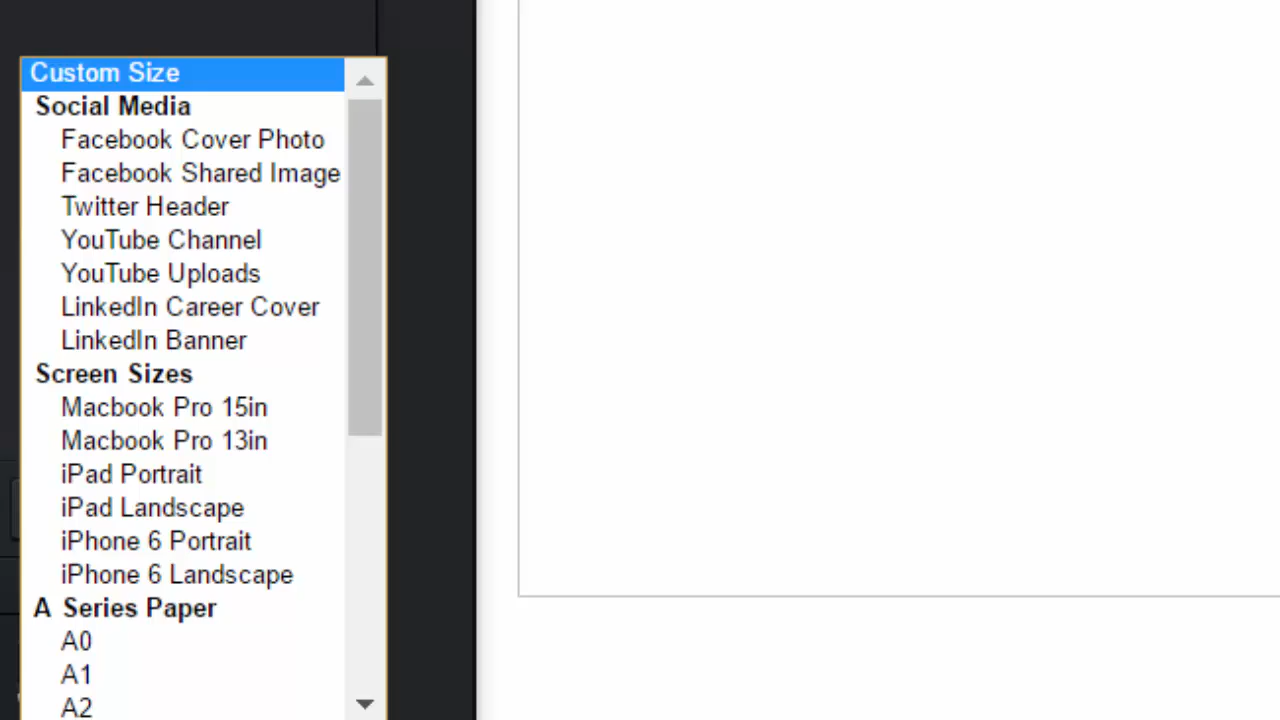 Custom Size
Social Media
Facebook Cover Photo
Facebook Shared Image
Twitter Header
YouTube Channel
YouTube Uploads
LinkedIn Career Cover
LinkedIn Banner
Screen Sizes
Macbook Pro 15in
Macbook Pro 13in
iPad Portrait
iPad Landscape
iPhone 6 Portrait
iPhone 6 Landscape
A Series Paper
A0
A1
A2